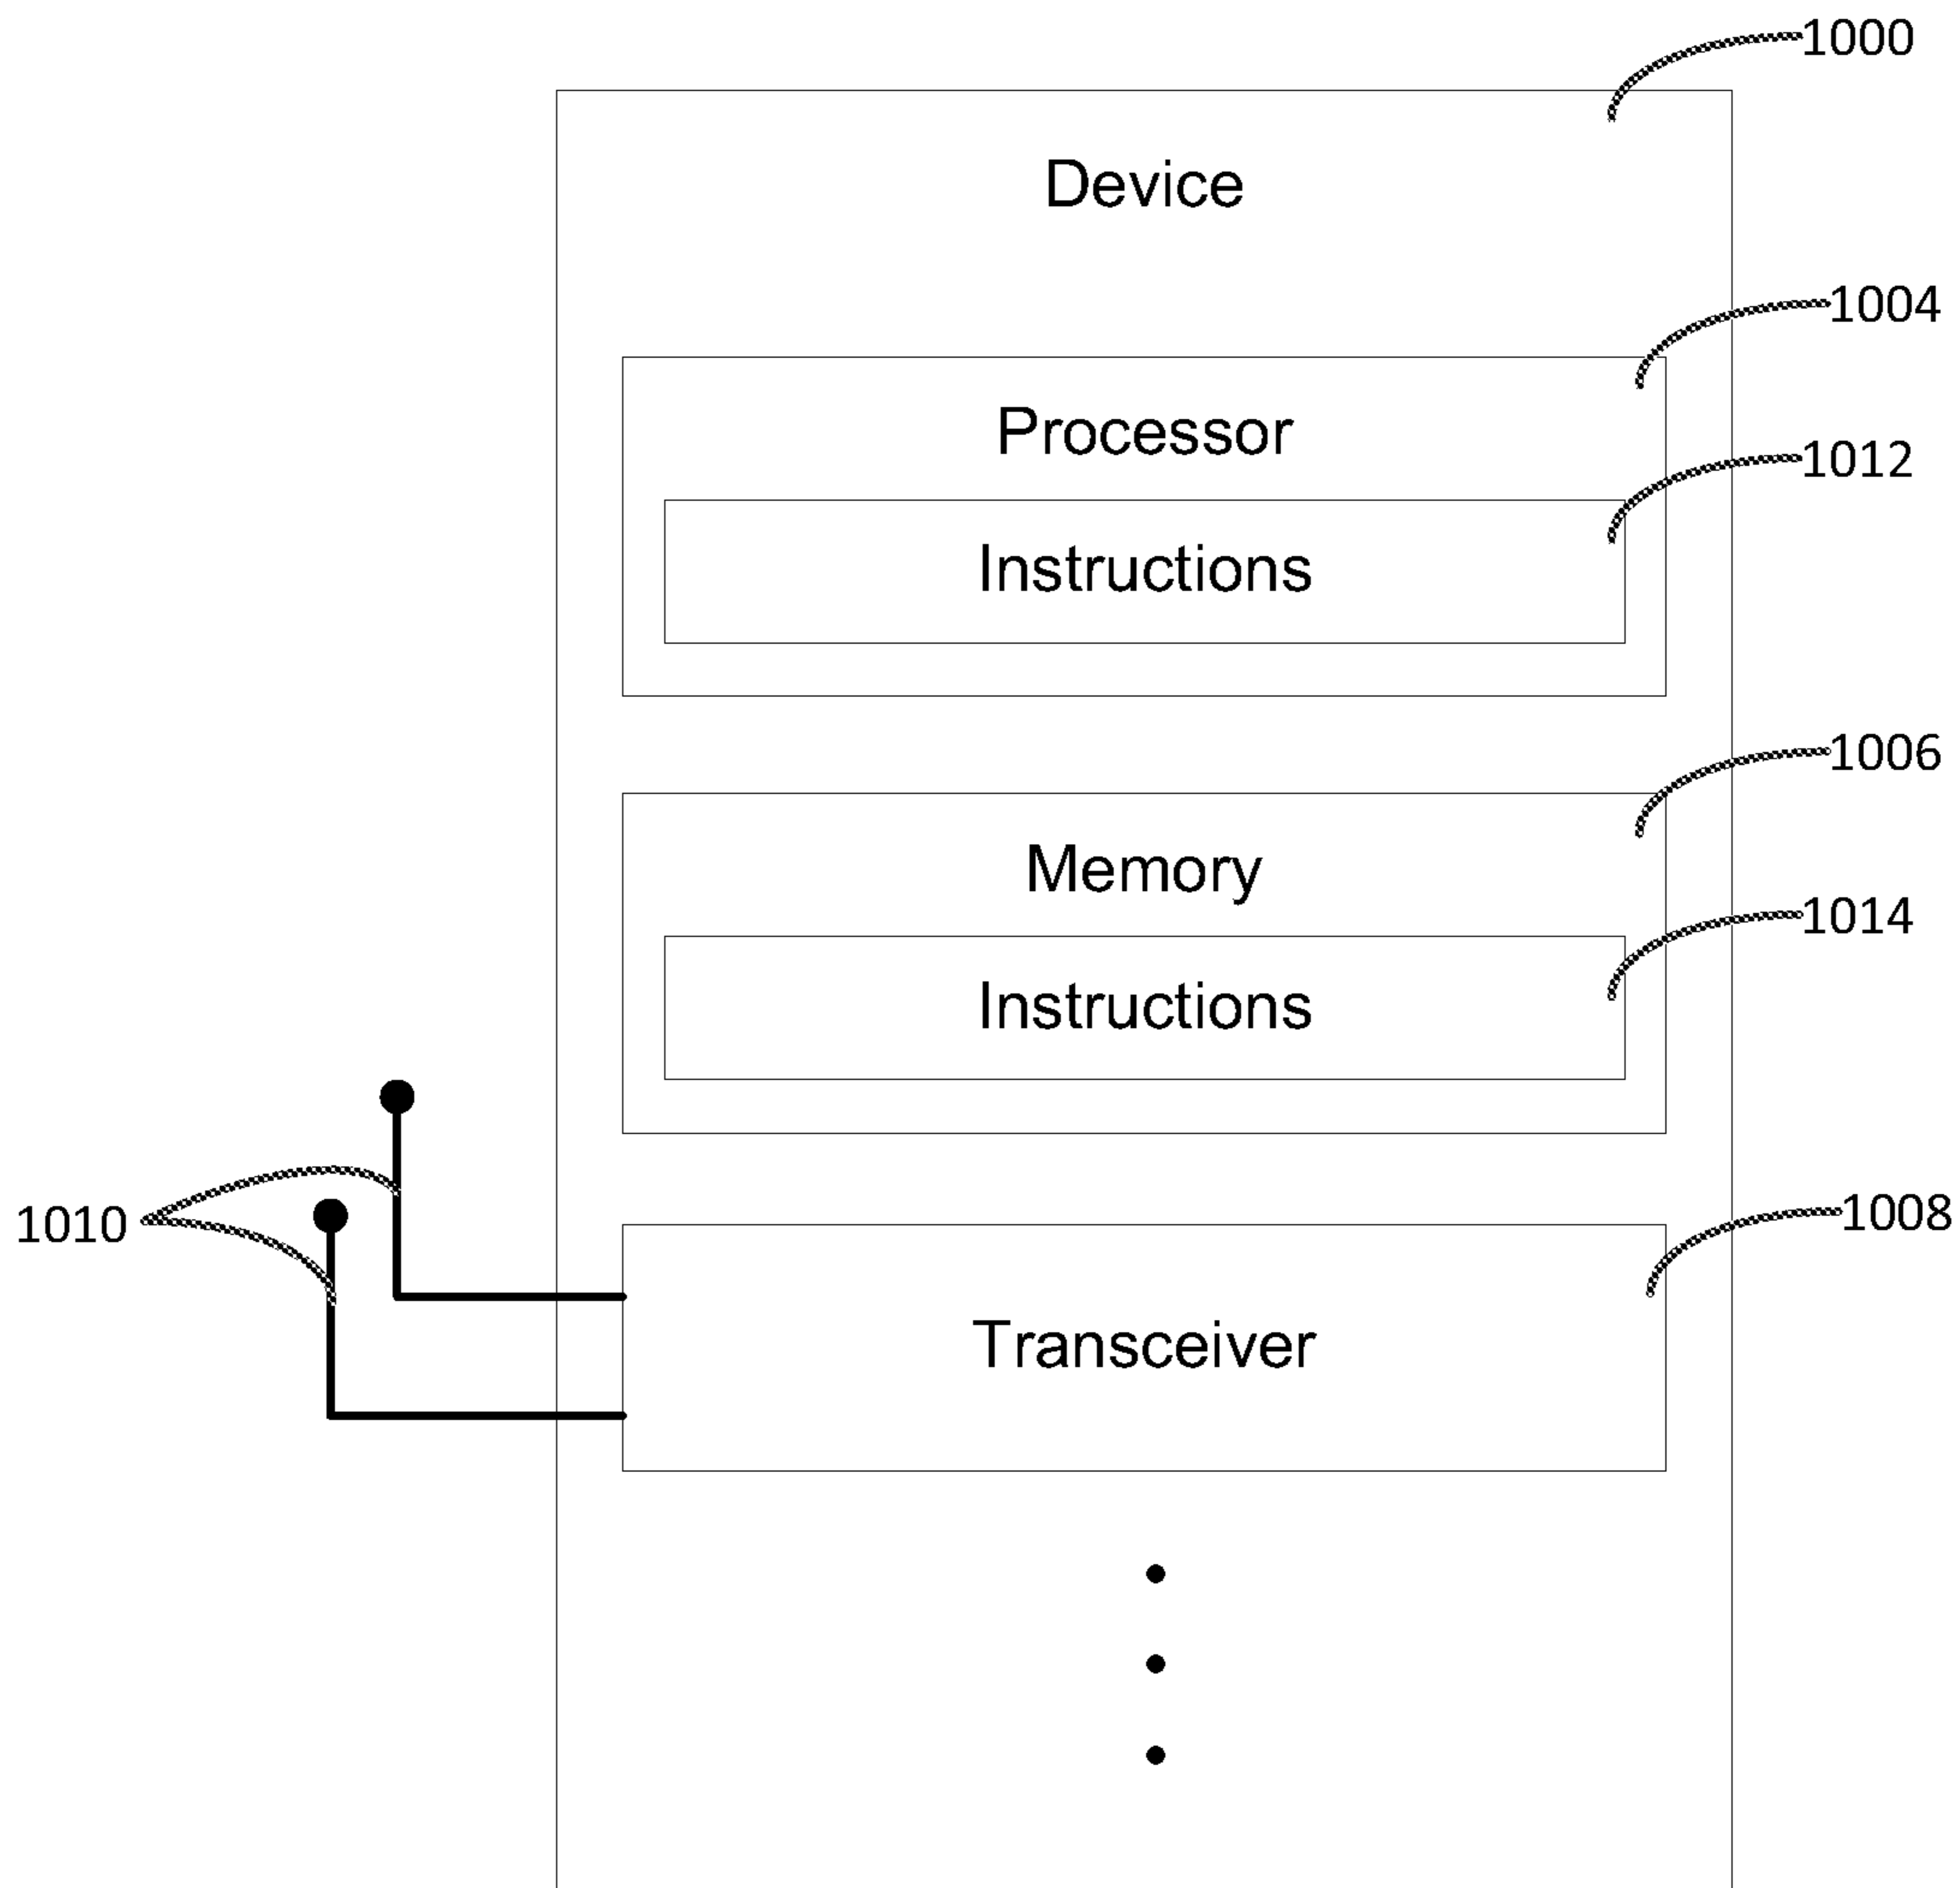 1000
Device
1004
Processor
1012
Instructions
1006
Memory
1014
Instructions
1010
1008
Transceiver